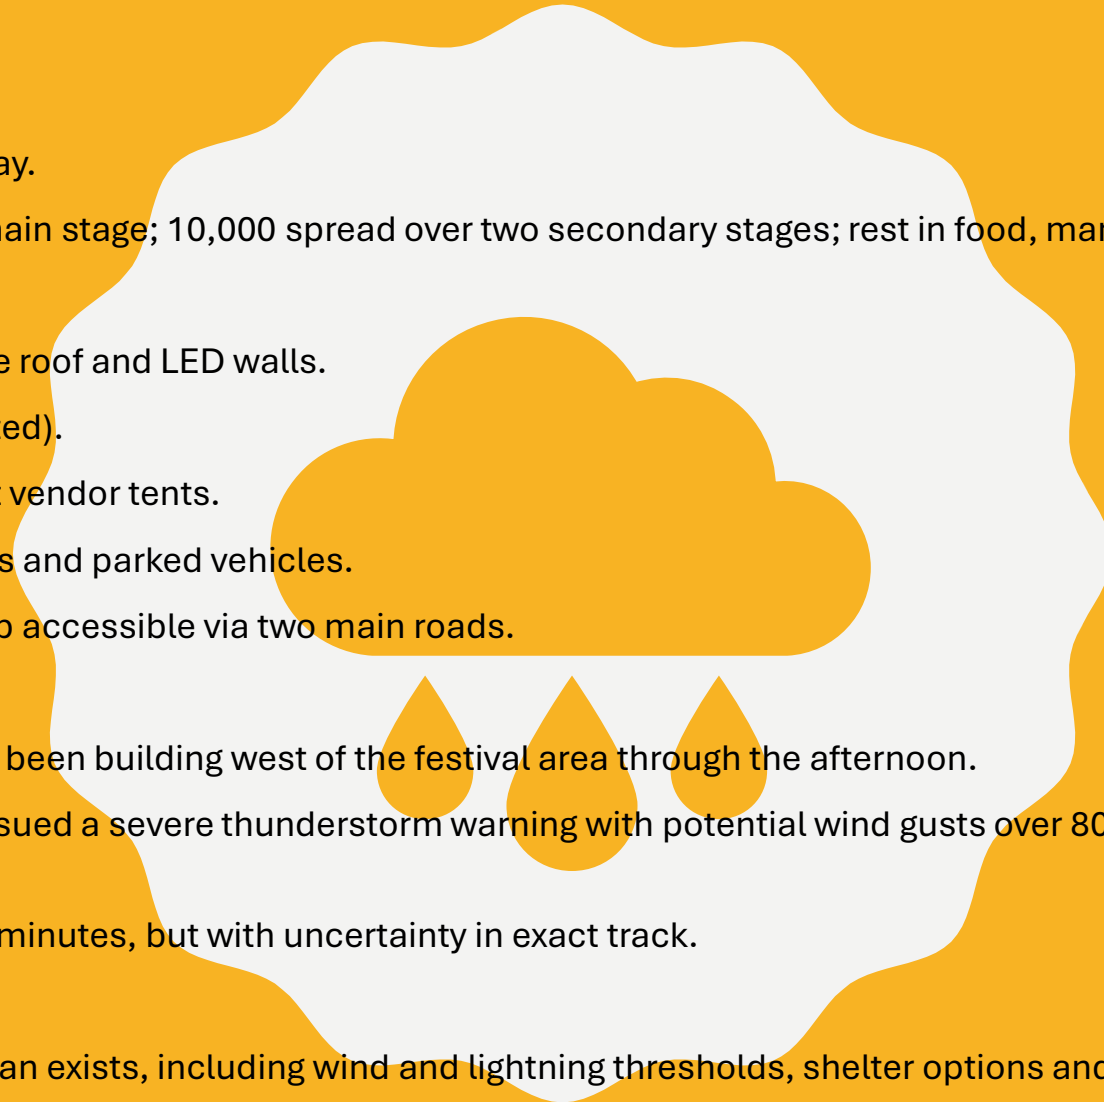 ay.
ain stage; 10,000 spread over two secondary stages; rest in food, mar
e roof and LED walls.
ted).
t vendor tents.
s and parked vehicles.
p accessible via two main roads.
been building west of the festival area through the afternoon.
sued a severe thunderstorm warning with potential wind gusts over 80
minutes, but with uncertainty in exact track.
an exists, including wind and lightning thresholds, shelter options and